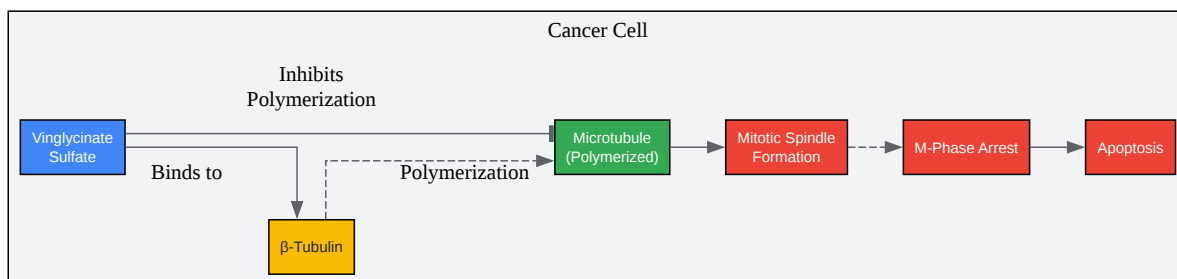 Cancer Cell
Inhibits
Polymerization
Vinglycinate
Sulfate
Microtubule
(Polymerized)
Mitotic Spindle
Formation
M-Phase Arrest
Apoptosis
Binds to
Polymerization
β-Tubulin